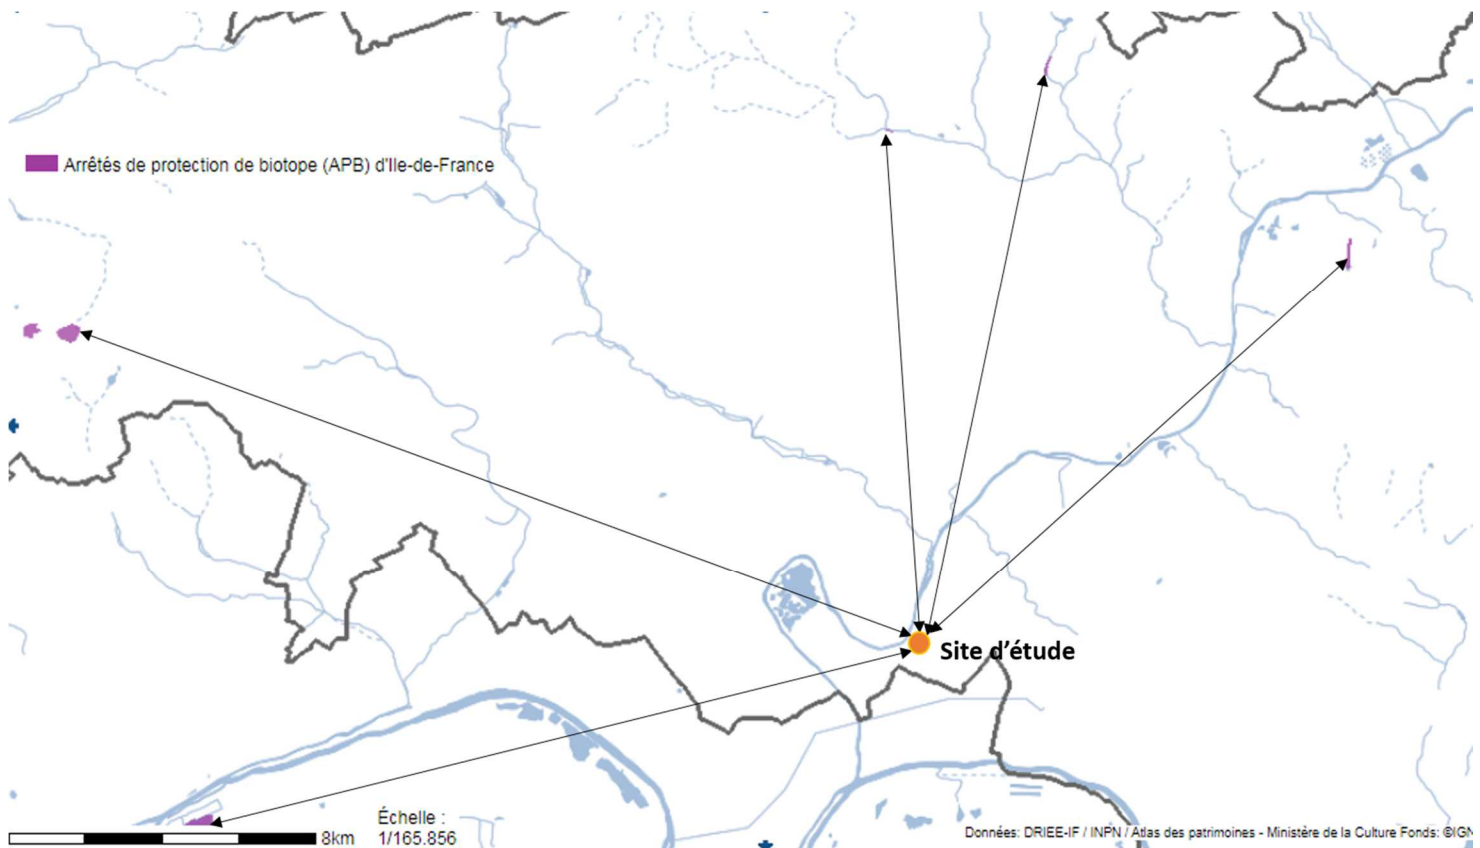 Arrêtés de protection de biotope (APB) d'Ile-de-France
Site d'étude
Échelle :
8km 1/165.856
Données: DRIEE-IF / INPN / Atlas des patrimoines - Ministère de la Culture Fonds: ©IGN